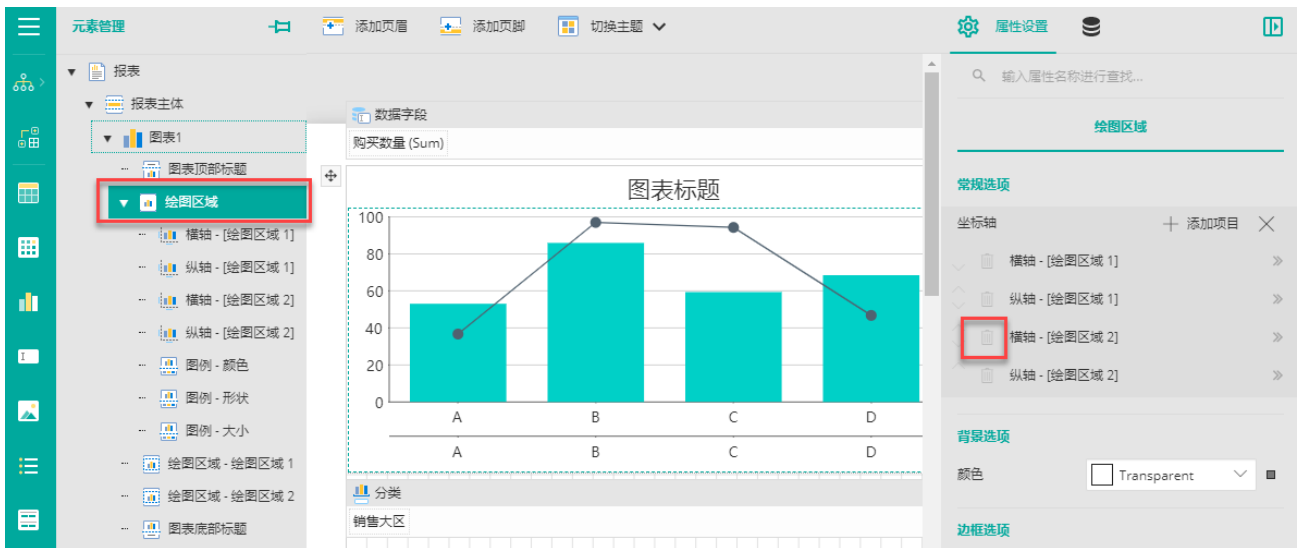 元素管理
添加页眉
添加页脚
切换主题
属性设置
报表
报表主体
图表1
图表顶部标题
绘图区域
横轴 - [绘图区域 1]
纵轴 - [绘图区域 1]
横轴 - [绘图区域 2]
纵轴 - [绘图区域 2]
图例 - 颜色
图例 - 形状
图例 - 大小
绘图区域 - 绘图区域 1
绘图区域 - 绘图区域 2
图表底部标题
数据字段
购买数量 (Sum)
图表标题
100
80
60
40
20
0
A B C D
A B C D
分类
销售大区
输入属性名称进行查找...
绘图区域
常规选项
坐标轴 添加项目
横轴 - [绘图区域 1]
纵轴 - [绘图区域 1]
横轴 - [绘图区域 2]
纵轴 - [绘图区域 2]
背景选项
颜色 Transparent
边框选项